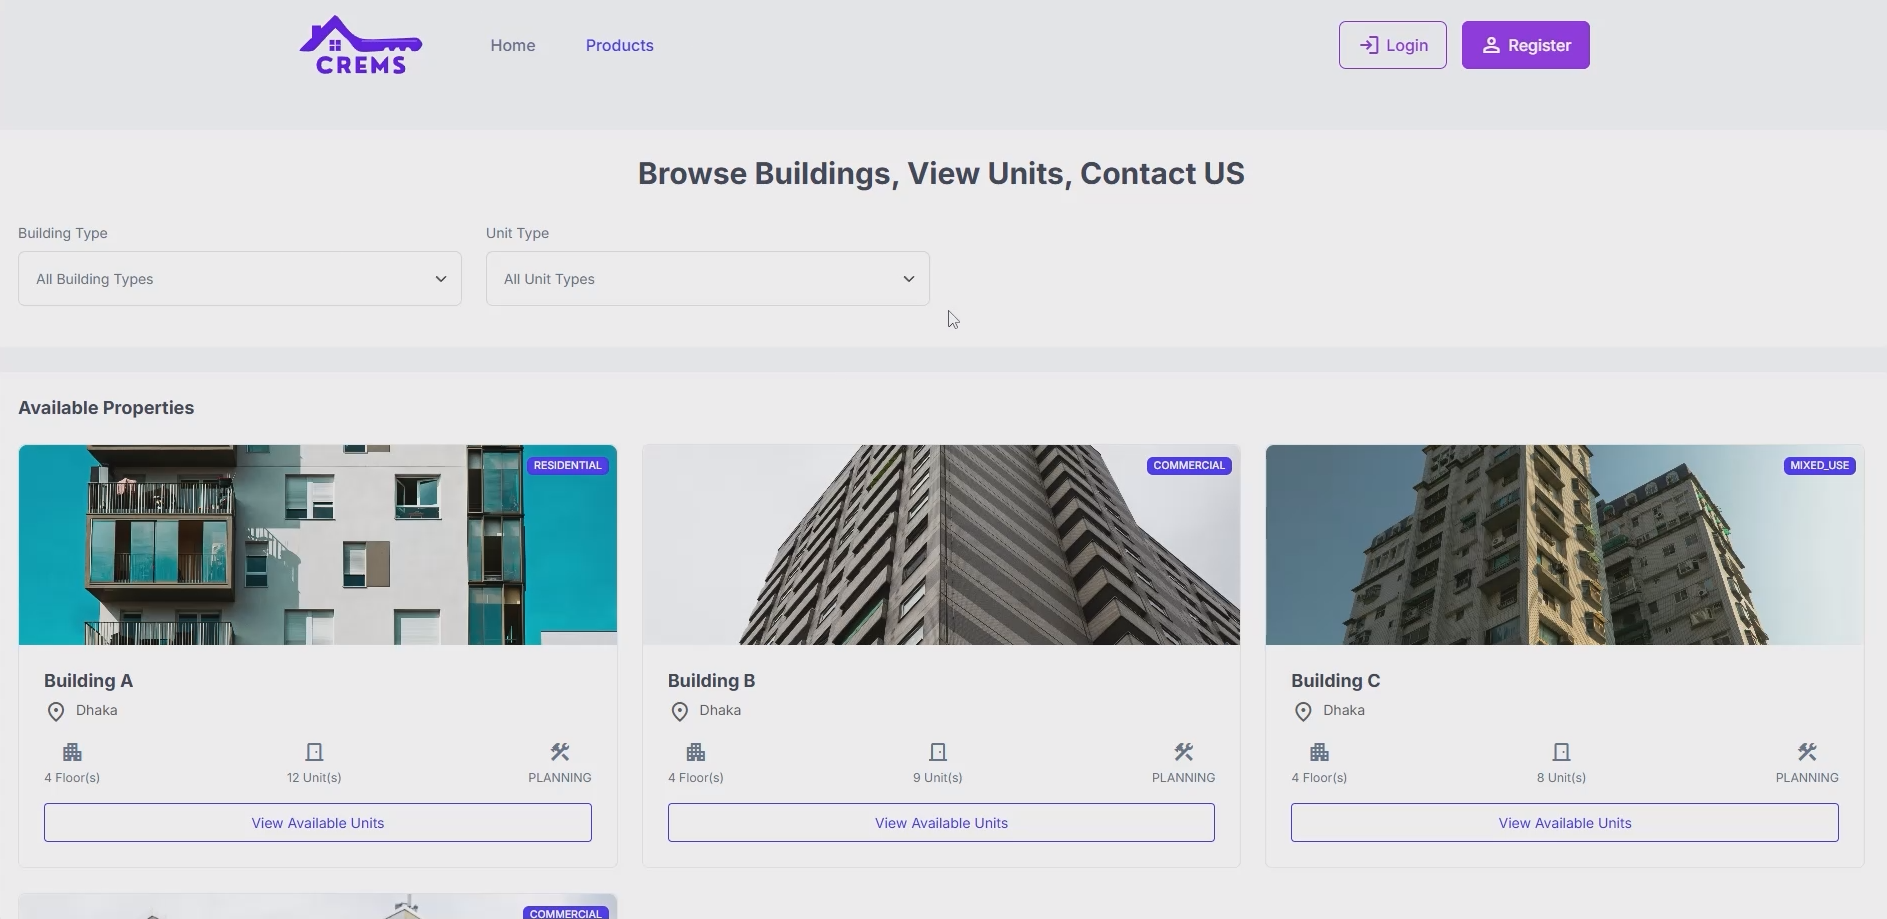 CREMS
Home
Products
Login
Register
Browse Buildings, View Units, Contact US
Building Type
Unit Type
All Building Types
All Unit Types
Available Properties
RESIDENTIAL
COMMERCIAL
MIXED_USE
Building A
Dhaka
4 Floor(s)
12 Unit(s)
PLANNING
View Available Units
Building B
Dhaka
4 Floor(s)
9 Unit(s)
PLANNING
View Available Units
Building C
Dhaka
4 Floor(s)
8 Unit(s)
PLANNING
View Available Units
COMMERCIAL